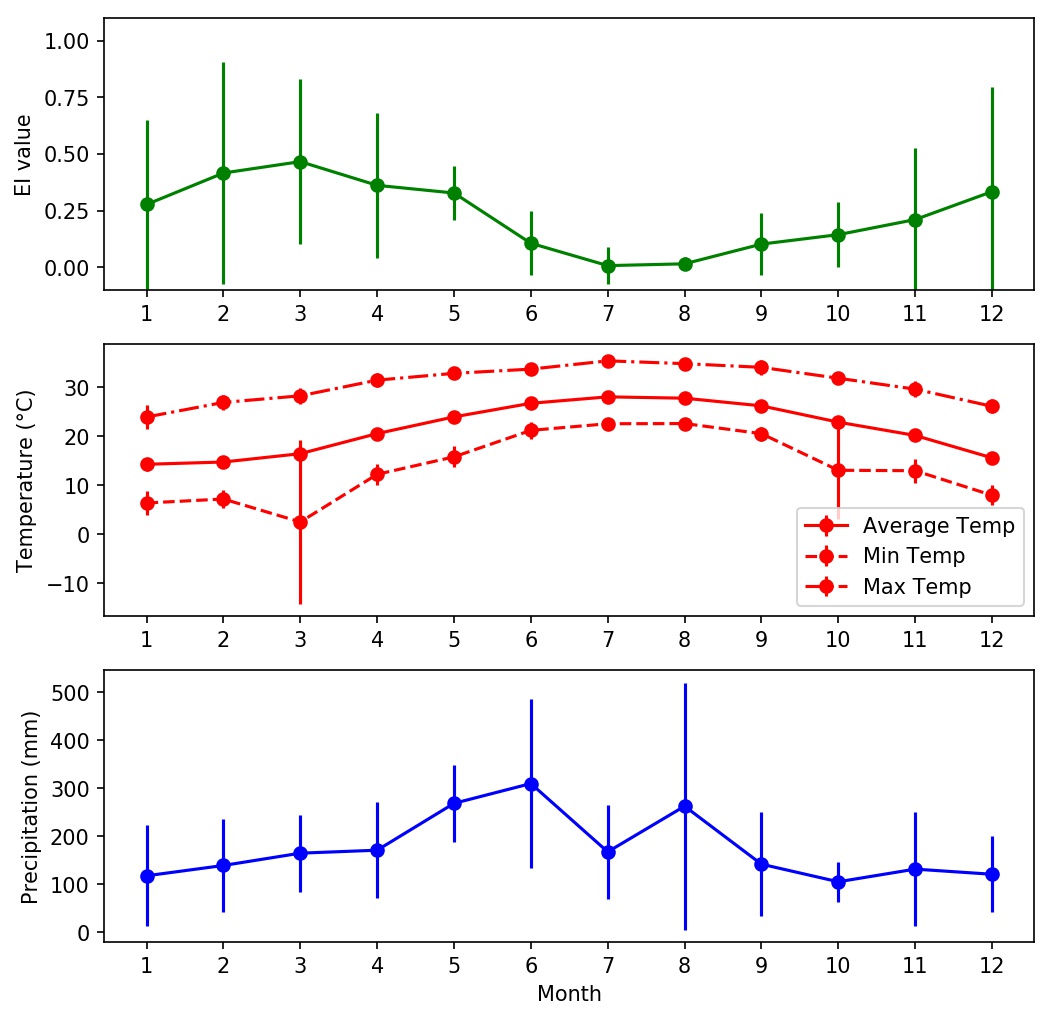 EI value
1.00
0.75
0.50
0.25
0.00
1 2 3 4 5 6 7 8 9 10 11 12
Temperature (°C)
30
20
10
0
−10
Average Temp
Min Temp
Max Temp
1 2 3 4 5 6 7 8 9 10 11 12
Precipitation (mm)
500
400
300
200
100
0
1 2 3 4 5 6 7 8 9 10 11 12
Month